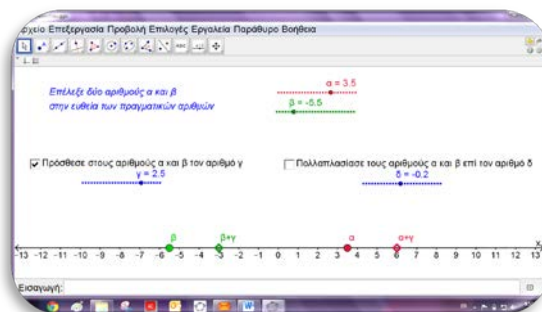 Αρχείο Επεξεργασία Προβολή Επιλογές Εργαλεία Παράθυρο Βοήθεια
ABC
Επέλεξε δύο αριθμούς α και β
στην ευθεία των πραγματικών αριθμών
α = 3.5
β = -5.5
Πρόσθεσε στους αριθμούς α και β τον αριθμό γ
γ = 2.5
Πολλαπλασίασε τους αριθμούς α και β επί τον αριθμό δ
δ = -0.2
β β+γ α α+γ x
-13 -12 -11 -10 -9 -8 -7 -6 -5 -4 -3 -2 -1 0 1 2 3 4 5 6 7 8 9 10 11 12 13
Εισαγωγή: